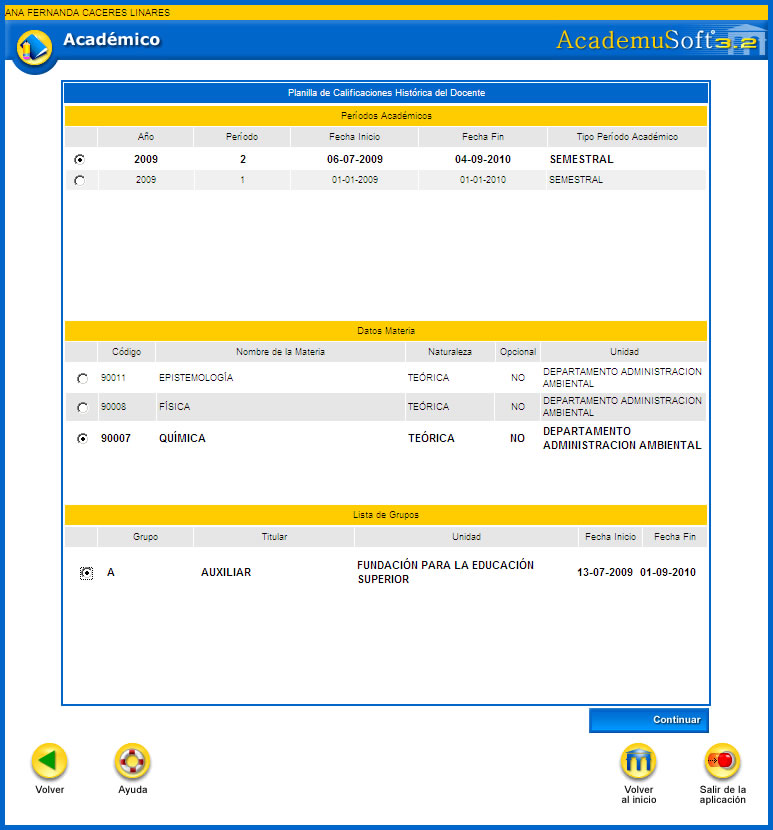 ANA FERNANDA CACERES LINARES
Académico
AcademuSoft 3.2
Planilla de Calificaciones Histórica del Docente
Períodos Académicos
Año Período Fecha Inicio Fecha Fin Tipo Período Académico
2009 2 06-07-2009 04-09-2010 SEMESTRAL
2009 1 01-01-2009 01-01-2010 SEMESTRAL
Datos Materia
Código Nombre de la Materia Naturaleza Opcional Unidad
90011 EPISTEMOLOGÍA TEÓRICA NO DEPARTAMENTO ADMINISTRACION
AMBIENTAL
90008 FÍSICA TEÓRICA NO DEPARTAMENTO ADMINISTRACION
AMBIENTAL
90007 QUÍMICA TEÓRICA NO DEPARTAMENTO
ADMINISTRACION AMBIENTAL
Lista de Grupos
Grupo Titular Unidad Fecha Inicio Fecha Fin
A AUXILIAR FUNDACIÓN PARA LA EDUCACIÓN
SUPERIOR 13-07-2009 01-09-2010
Continuar
Volver Ayuda Volver
al inicio Salir de la
aplicación